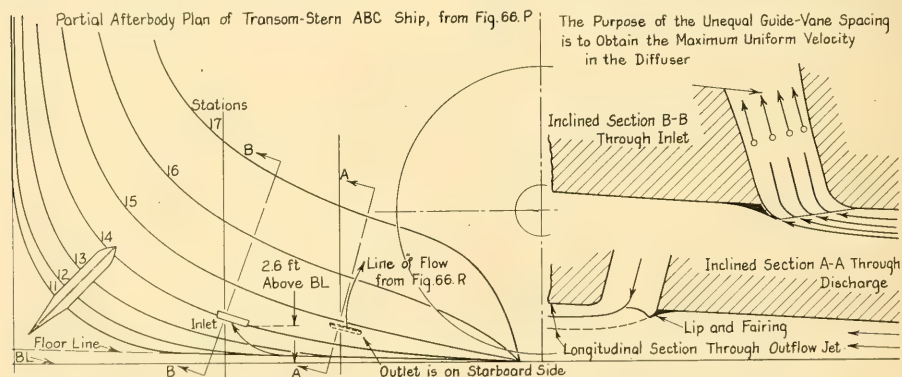 Partial Afterbody Plan of Transom-Stern ABC Ship, from Fig. 66.P
The Purpose of the Unequal Guide-Vane Spacing
is to Obtain the Maximum Uniform Velocity
in the Diffuser
Stations
17
B
Inclined Section B-B
Through Inlet
16
A
15
14
13
12
11
2.6 ft
Above BL
Line of Flow
from Fig. 66.R
Inclined Section A-A Through
Discharge
Inlet
Lip and Fairing
Floor Line
Longitudinal Section Through Outflow Jet
BL
B
A
Outlet is on Starboard Side